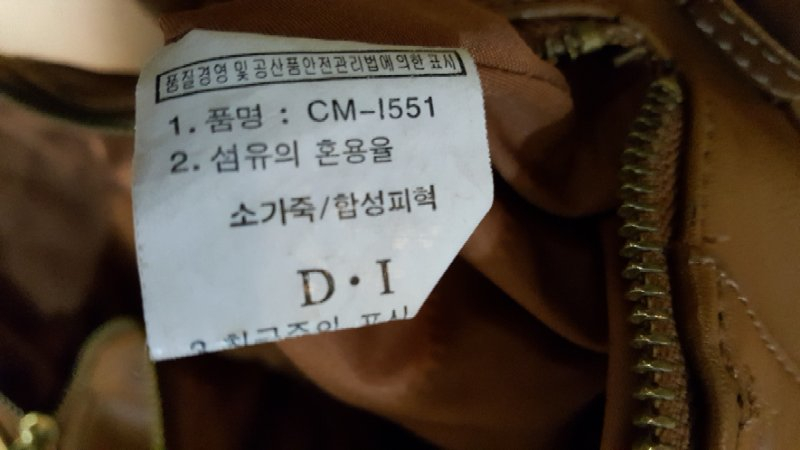 품질경영 및 공산품안전관리법에 의한 표시
1. 품명 : CM-I551
2. 섬유의 혼용율
소가죽/합성피혁
D·I